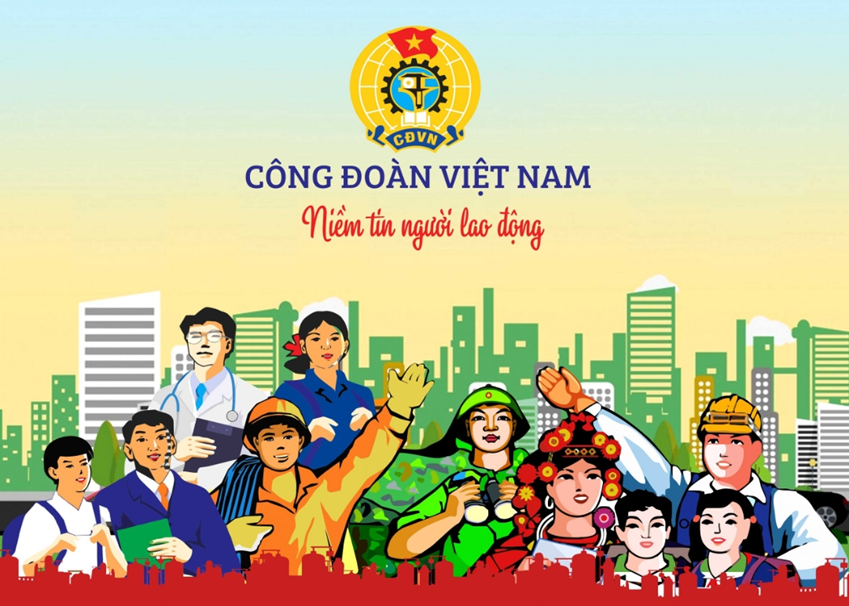 CĐVN
CÔNG ĐOÀN VIỆT NAM
Niềm tin người lao động